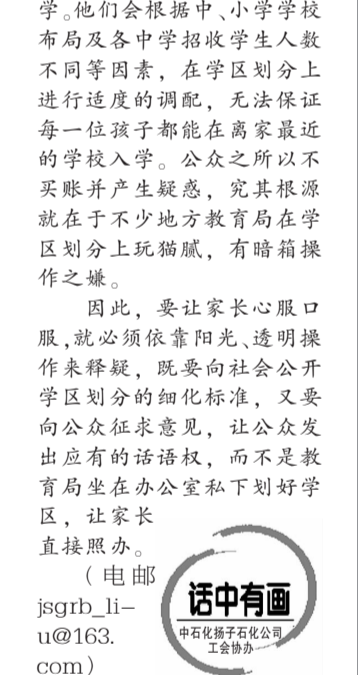 学。他们会根据中、小学学校
布局及各中学招收学生人数
不同等因素，在学区划分上
进行适度的调配，无法保证
每一位孩子都能在离家最近
的学校入学。公众之所以不
买账并产生疑惑，究其根源
就在于不少地方教育局在学
区划分上玩猫腻，有暗箱操
作之嫌。
因此，要让家长心服口
服，就必须依靠阳光、透明操
作来释疑，既要向社会公开
学区划分的细化标准，又要
向公众征求意见，让公众发
出应有的话语权，而不是教
育局坐在办公室私下划好学
区，让家长
直接照办。
（电邮
jsgrb_li–
u@163.
com）
话中有画
中石化扬子石化公司
工会协办